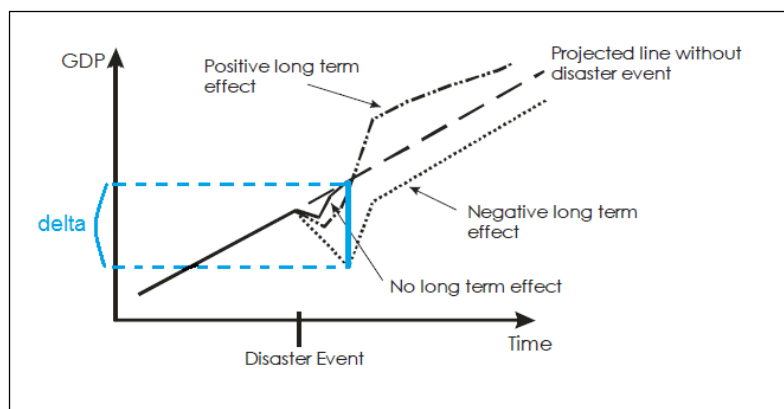 GDP
Positive long term
effect
Projected line without
disaster event
delta
Negative long term
effect
No long term effect
Time
Disaster Event